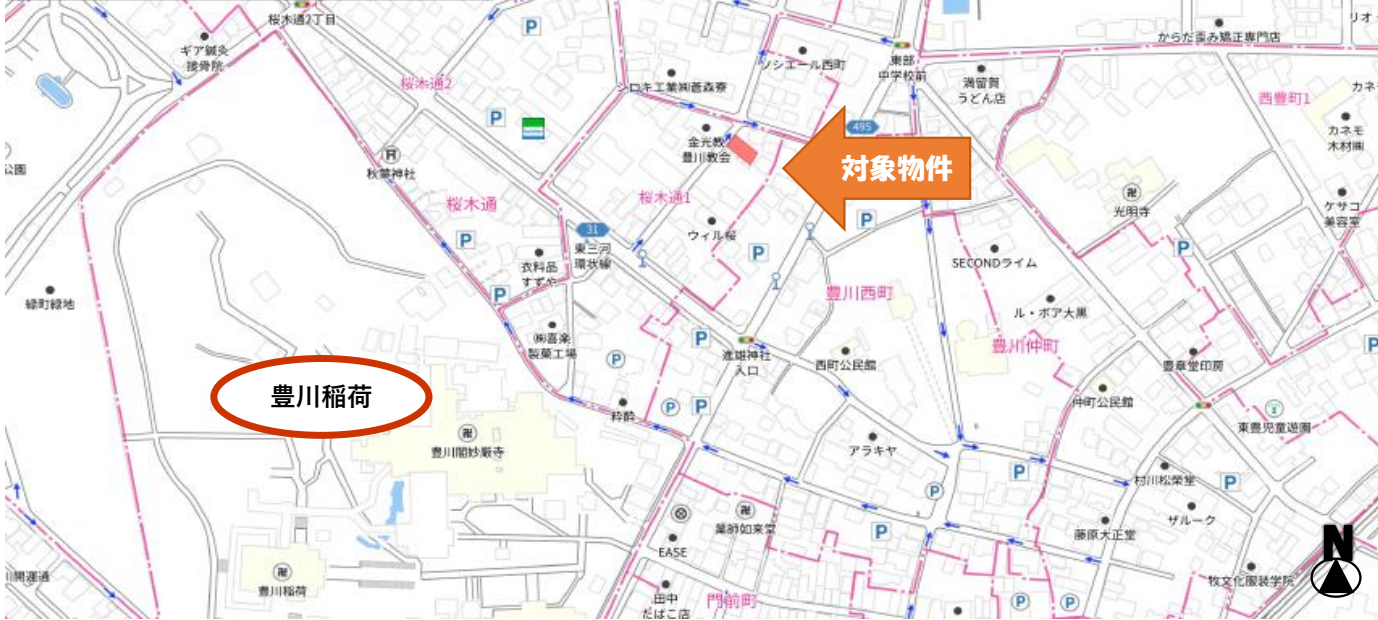 桜木通2丁目
リオ
からだ歪み矯正専門店
ギア鍼灸
接骨院
ソシエール西町
東部
中学校前
桜木通2
シロキ工業㈱蒼森寮
満留賀
うどん店
西豊町1
カネ
P
P
金光教
豊川教会
495
カネモ
木材㈱
公園
秋葉神社
対象物件
光明寺
桜木通
桜木通1
ケサコ
美容室
P
ウィル桜
P
31
東三河
環状線
P
P
衣料品
すずや
SECONDライム
緑町緑地
P
豊川西町
ル・ボア大黒
㈱喜楽
製菓工場
P
P
進雄神社
入口
西町公民館
豊川仲町
P
豊章堂印房
豊川稲荷
P
P
粋酔
仲町公民館
東豊児童遊園
豊川閣妙厳寺
アラキヤ
P
村川松榮堂
P
P
ザルーク
薬師如来堂
P
藤原大正堂
N
EASE
豊川稲荷
川開運通
田中
たばこ店
門前町
P
P
牧文化服装学院